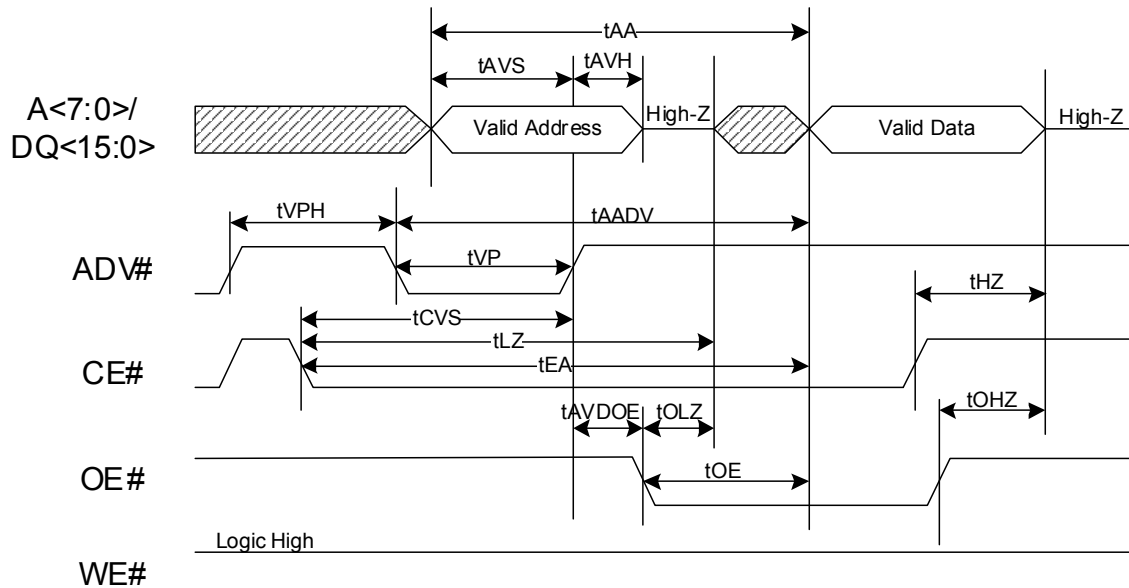 tAA
tAVS
tAVH
A<7:0>/
DQ<15:0>
Valid Address
High-Z
Valid Data
High-Z
tVPH
tAADV
ADV#
tVP
tHZ
tCVS
tLZ
CE#
tEA
tOHZ
tAVDOE
tOLZ
OE#
tOE
Logic High
WE#